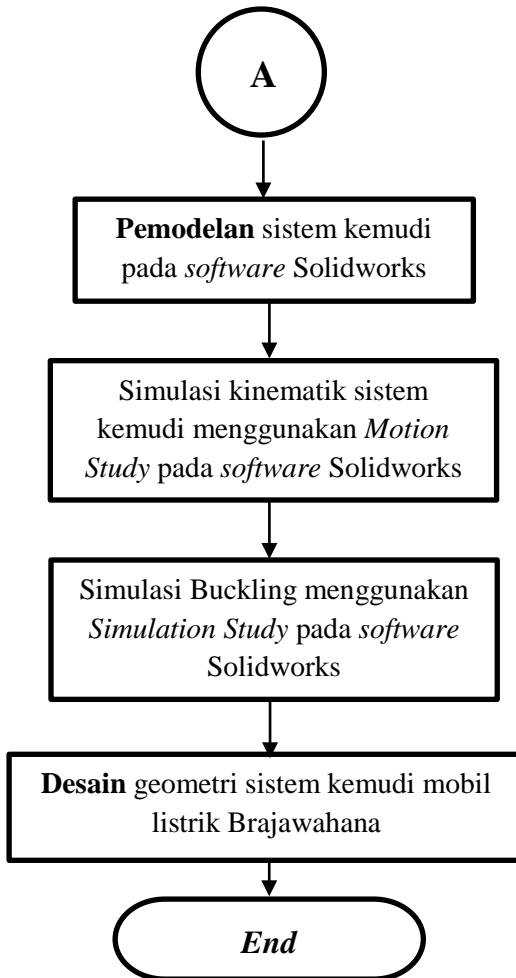 A
Pemodelan sistem kemudi
pada software Solidworks
Simulasi kinematik sistem
kemudi menggunakan Motion
Study pada software Solidworks
Simulasi Buckling menggunakan
Simulation Study pada software
Solidworks
Desain geometri sistem kemudi mobil
listrik Brajawahana
End